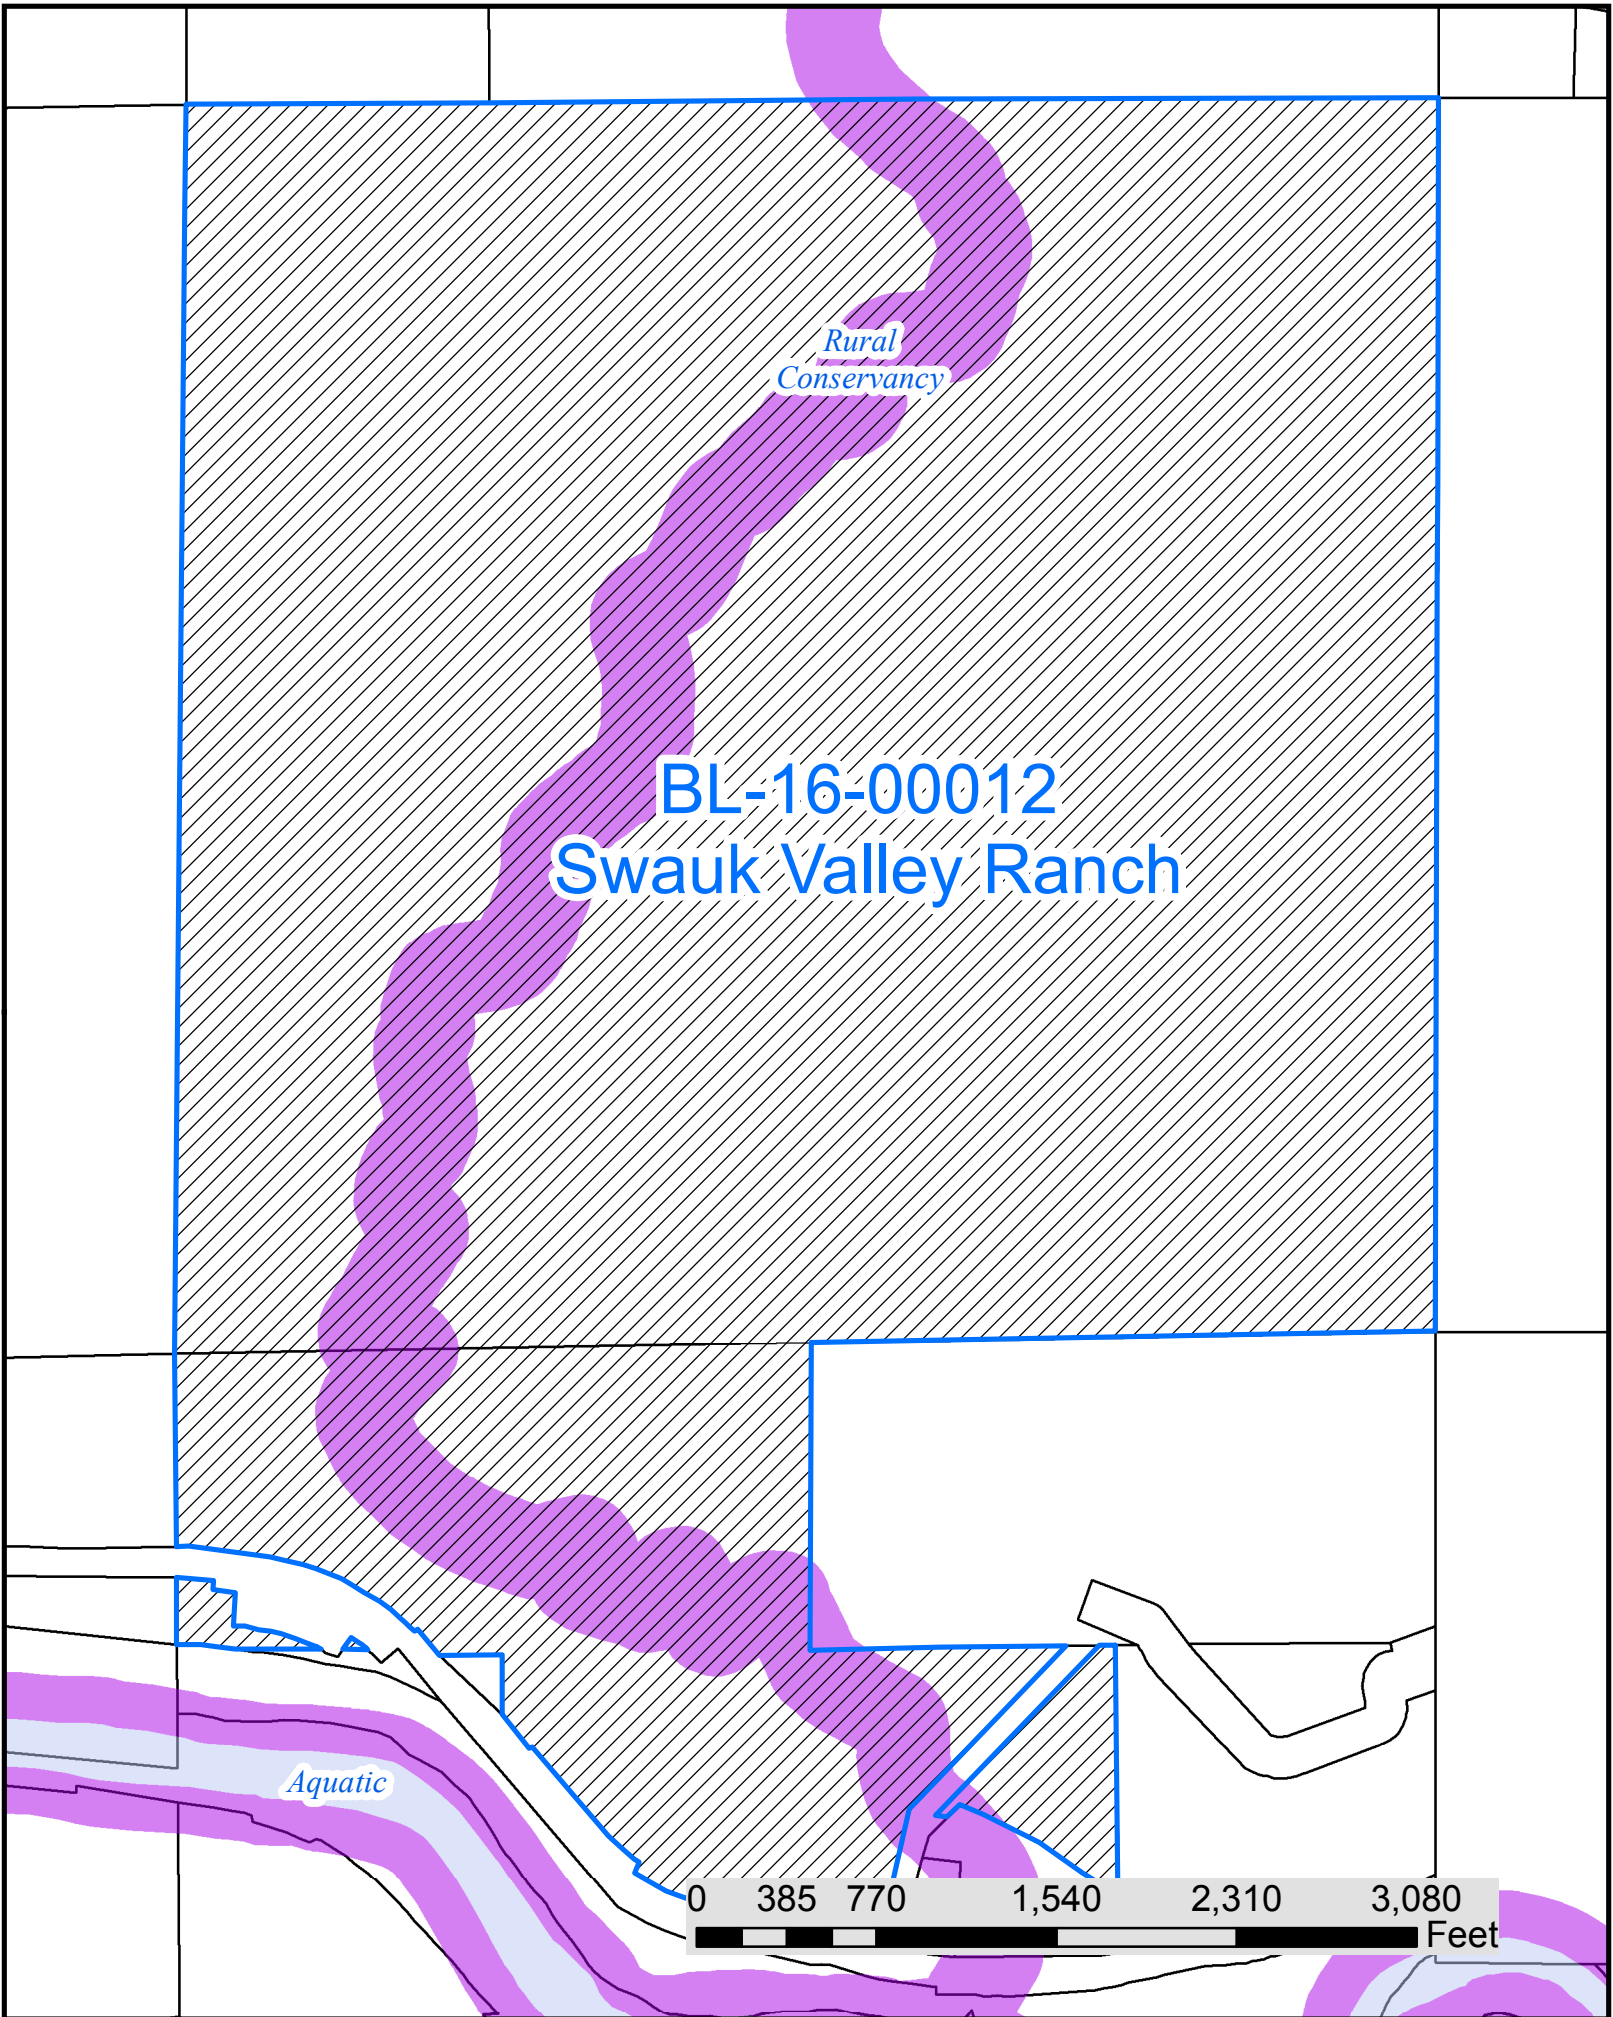 Rural
Conservancy
BL-16-00012
Swauk Valley Ranch
Aquatic
0 385 770 1,540 2,310 3,080
Feet